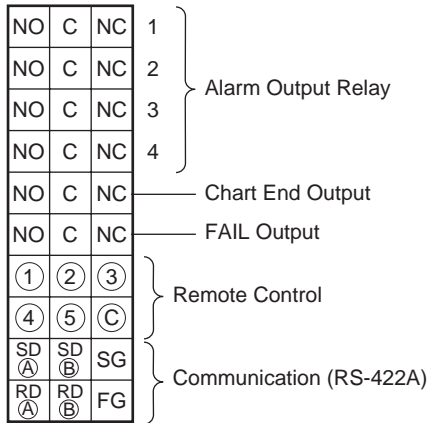 NO C NC 1
NO C NC 2
Alarm Output Relay
NO C NC 3
NO C NC 4
NO C NC Chart End Output
NO C NC FAIL Output
① ② ③
Remote Control
④ ⑤ Ⓒ
SD Ⓐ SD Ⓑ SG
Communication (RS-422A)
RD Ⓐ RD Ⓑ FG